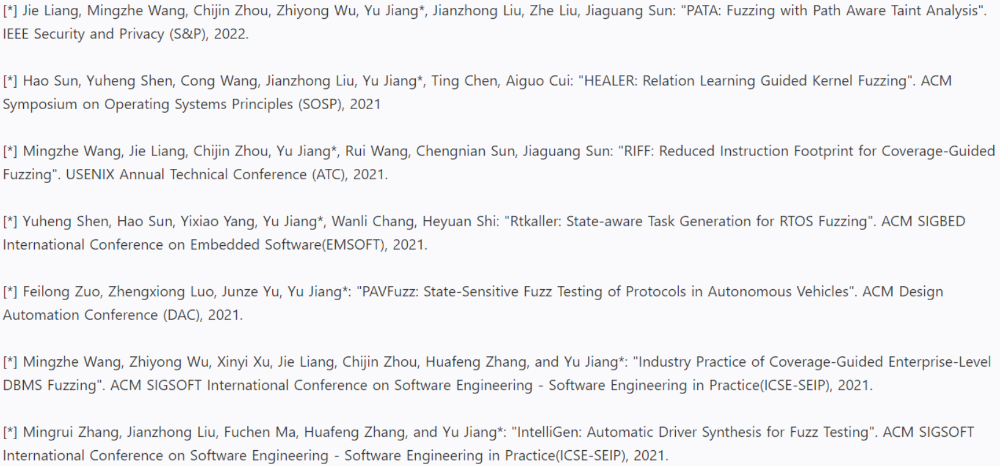 [*] Jie Liang, Mingzhe Wang, Chijin Zhou, Zhiyong Wu, Yu Jiang*, Jianzhong Liu, Zhe Liu, Jiaguang Sun: "PATA: Fuzzing with Path Aware Taint Analysis".
IEEE Security and Privacy (S&P), 2022.
[*] Hao Sun, Yuheng Shen, Cong Wang, Jianzhong Liu, Yu Jiang*, Ting Chen, Aiguo Cui: "HEALER: Relation Learning Guided Kernel Fuzzing". ACM
Symposium on Operating Systems Principles (SOSP), 2021
[*] Mingzhe Wang, Jie Liang, Chijin Zhou, Yu Jiang*, Rui Wang, Chengnian Sun, Jiaguang Sun: "RIFF: Reduced Instruction Footprint for Coverage-Guided
Fuzzing". USENIX Annual Technical Conference (ATC), 2021.
[*] Yuheng Shen, Hao Sun, Yixiao Yang, Yu Jiang*, Wanli Chang, Heyuan Shi: "Rtkaller: State-aware Task Generation for RTOS Fuzzing". ACM SIGBED
International Conference on Embedded Software(EMSOFT), 2021.
[*] Feilong Zuo, Zhengxiong Luo, Junze Yu, Yu Jiang*: "PAVFuzz: State-Sensitive Fuzz Testing of Protocols in Autonomous Vehicles". ACM Design
Automation Conference (DAC), 2021.
[*] Mingzhe Wang, Zhiyong Wu, Xinyi Xu, Jie Liang, Chijin Zhou, Huafeng Zhang, and Yu Jiang*: "Industry Practice of Coverage-Guided Enterprise-Level
DBMS Fuzzing". ACM SIGSOFT International Conference on Software Engineering - Software Engineering in Practice(ICSE-SEIP), 2021.
[*] Mingrui Zhang, Jianzhong Liu, Fuchen Ma, Huafeng Zhang, and Yu Jiang*: "IntelliGen: Automatic Driver Synthesis for Fuzz Testing". ACM SIGSOFT
International Conference on Software Engineering - Software Engineering in Practice(ICSE-SEIP), 2021.